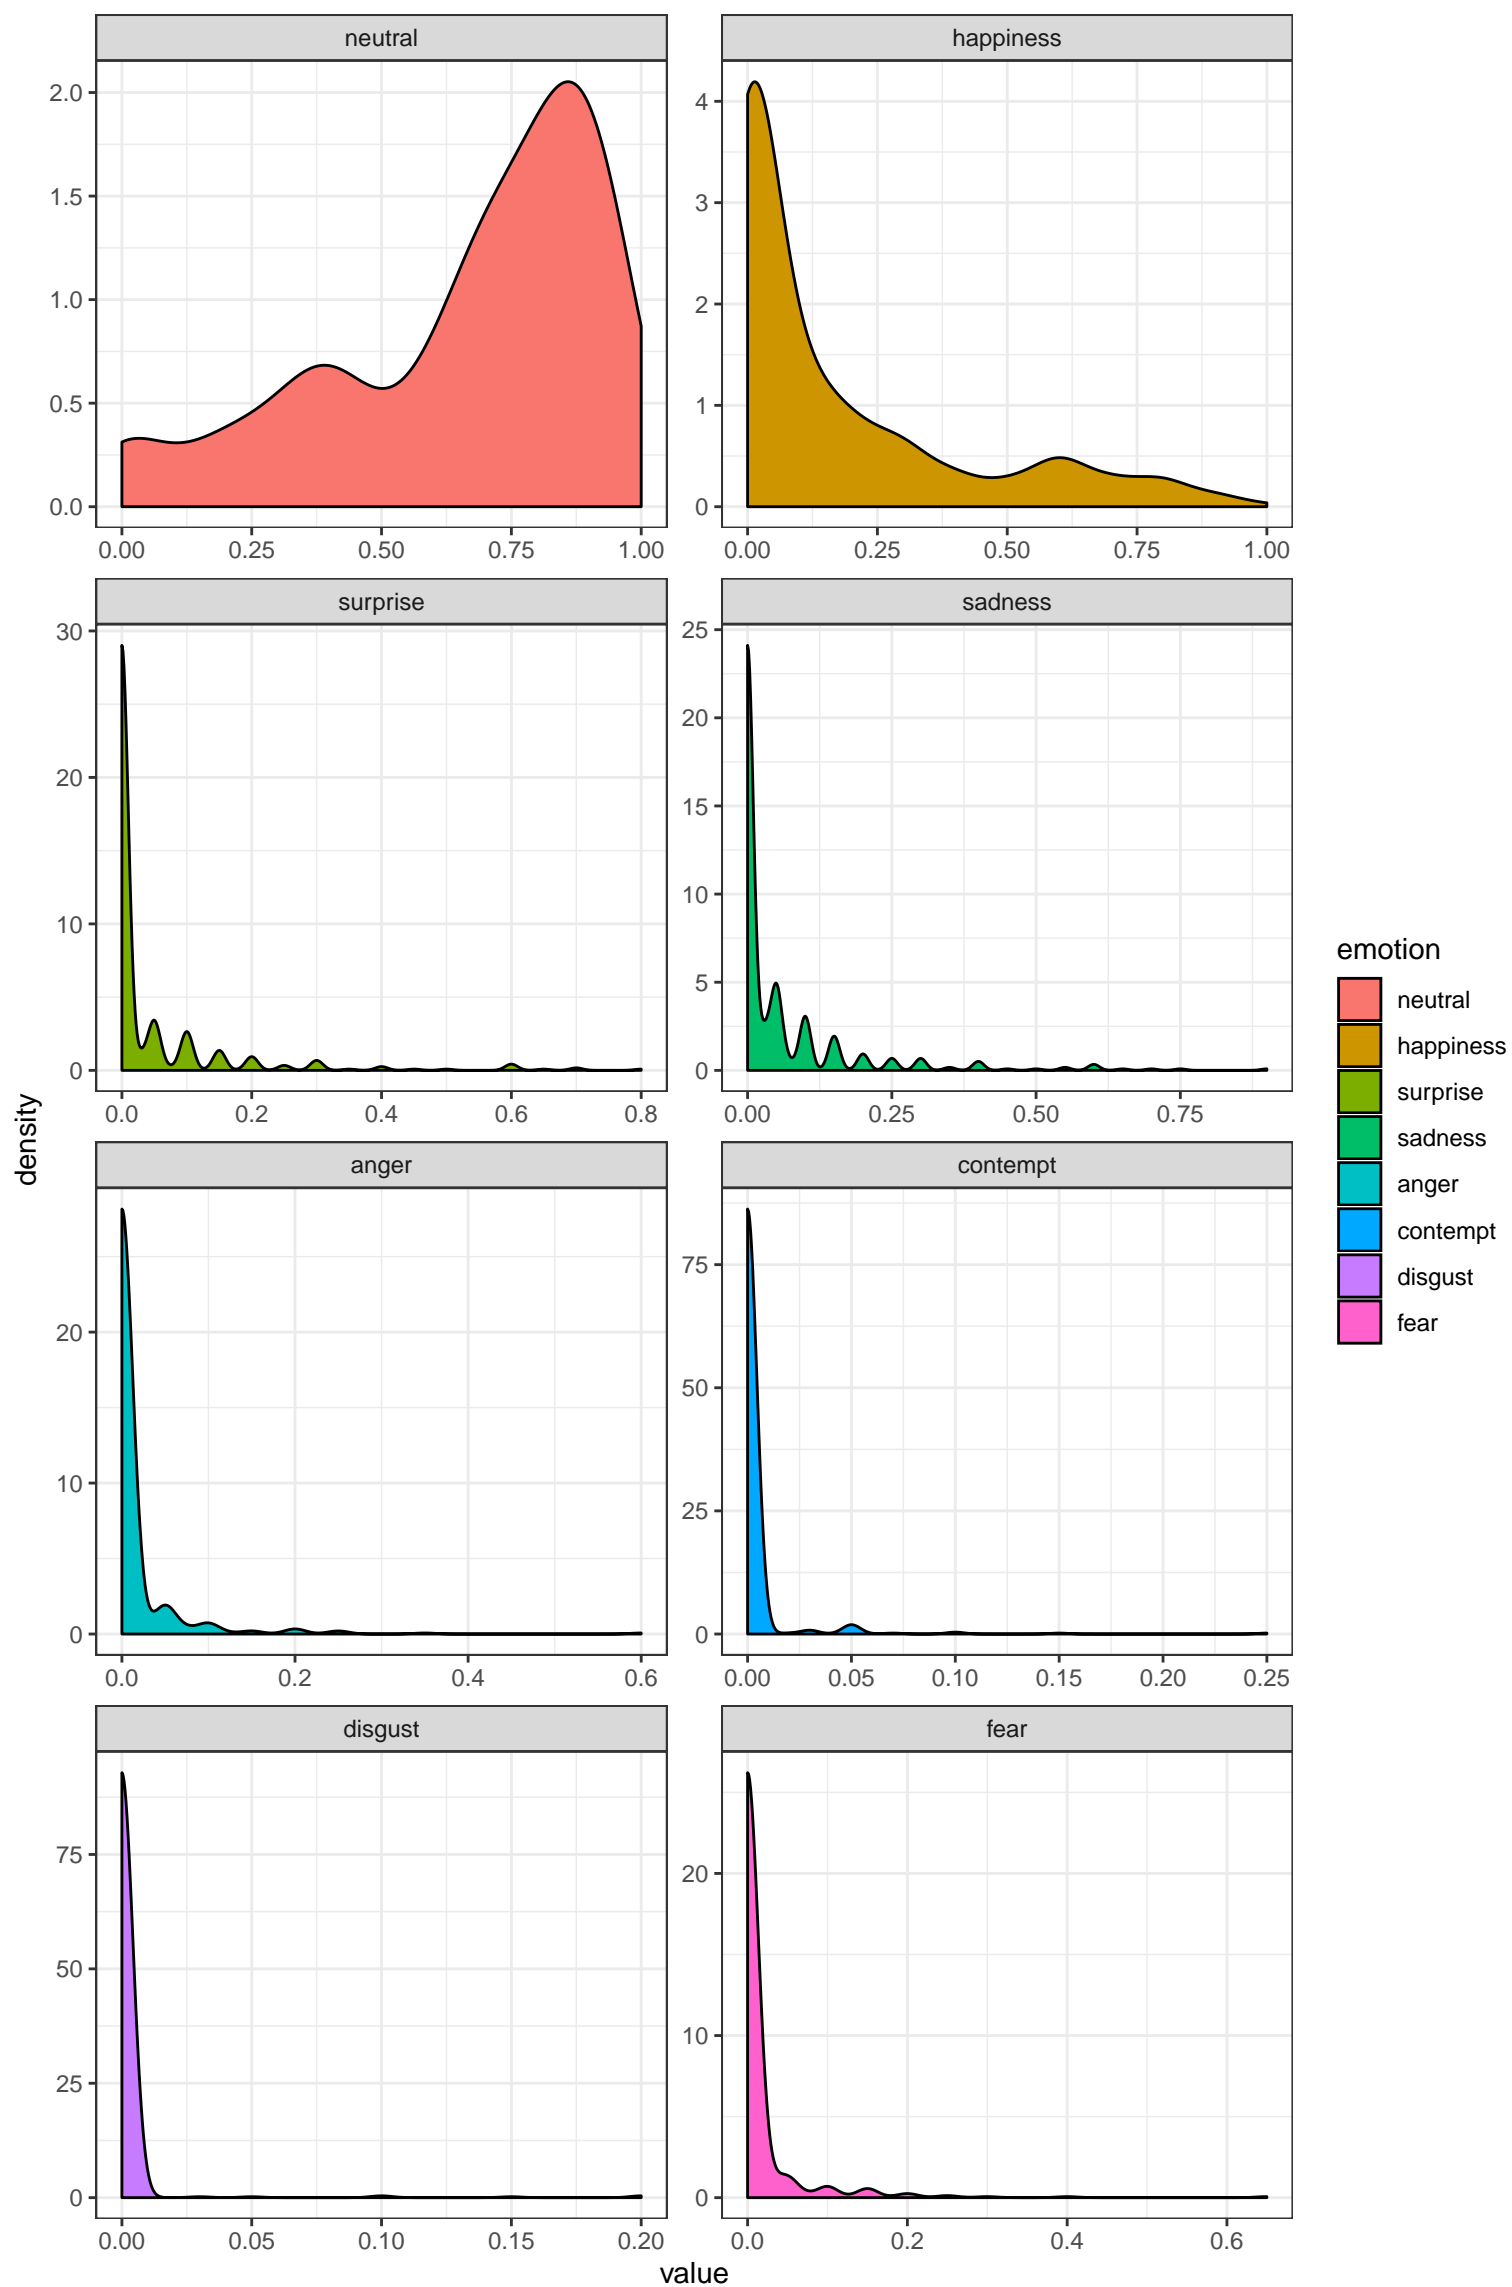 neutral
happiness
2.0
1.5
1.0
0.5
0.0
4
3
2
1
0
0.00 0.25 0.50 0.75 1.00
0.00 0.25 0.50 0.75 1.00
surprise
sadness
30
20
10
0
25
20
15
10
5
0
0.0 0.2 0.4 0.6 0.8
0.00 0.25 0.50 0.75
density
anger
contempt
20
10
0
75
50
25
0
0.0 0.2 0.4 0.6
0.00 0.05 0.10 0.15 0.20 0.25
disgust
fear
75
50
25
0
20
10
0
0.00 0.05 0.10 0.15 0.20
0.0 0.2 0.4 0.6
value
emotion
neutral
happiness
surprise
sadness
anger
contempt
disgust
fear